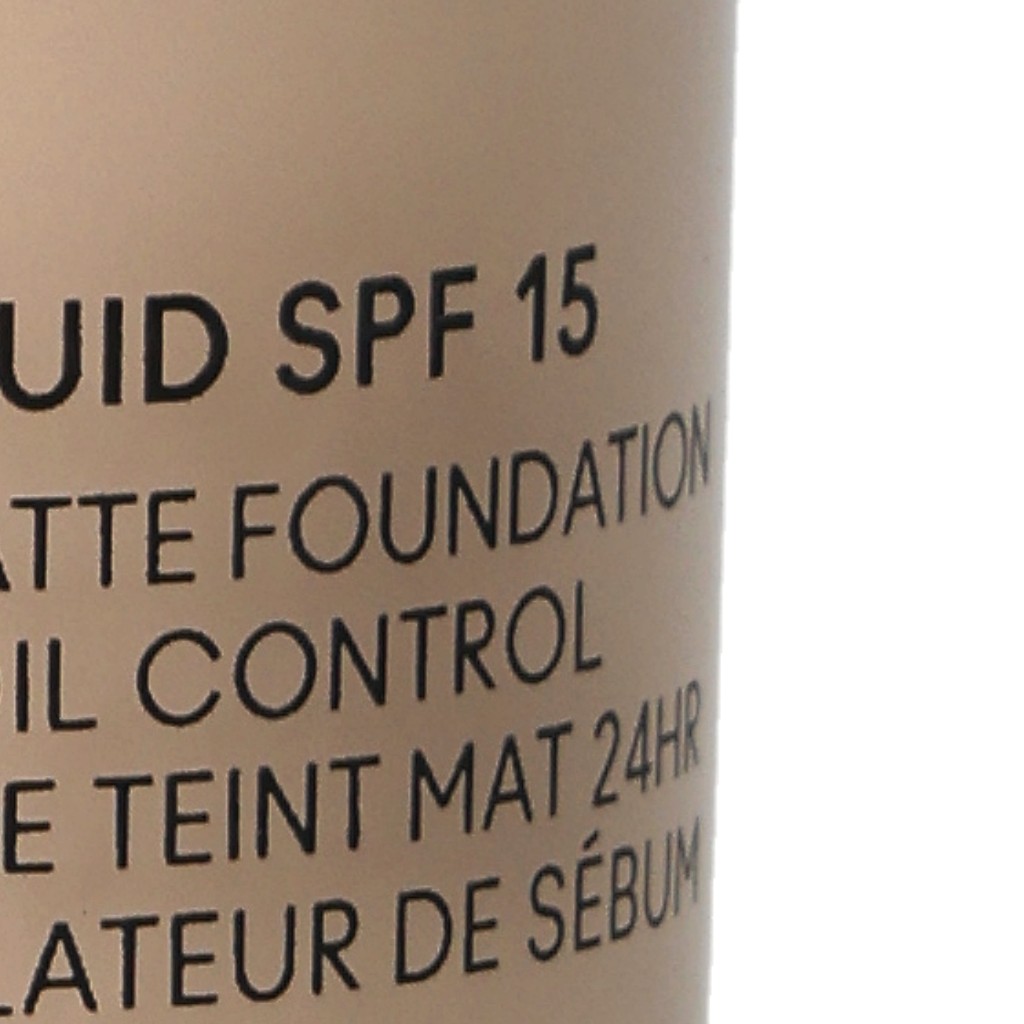 UID SPF 15
ATTE FOUNDATION
OIL CONTROL
E TEINT MAT 24HR
LATEUR DE SÉBUM